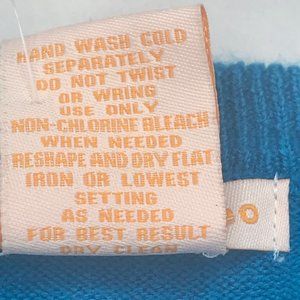 HAND WASH COLD
SEPARATELY
DO NOT TWIST
OR WRING
USE ONLY
NON-CHLORINE BLEACH
WHEN NEEDED
RESHAPE AND DRY FLAT
IRON OR LOWEST
SETTING
AS NEEDED
FOR BEST RESULT
DRY CLEAN